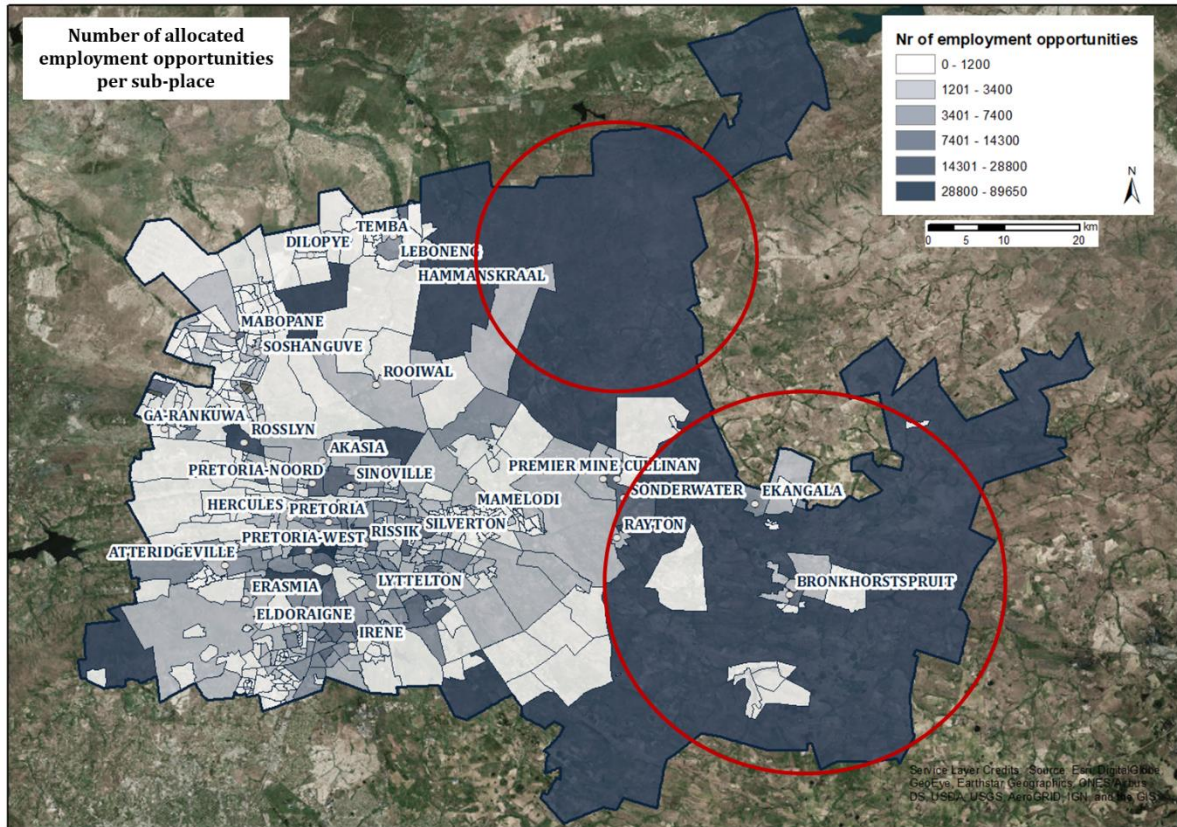 Number of allocated
employment opportunities
per sub-place
Nr of employment opportunities
0 - 1200
1201 - 3400
3401 - 7400
7401 - 14300
14301 - 28800
28800 - 89650
N
0 5 10 20
km
TEMBA
DILOPYE
LEBONENG
HAMMANSKRAAL
MABOPANE
SOSHANGUVE
ROOIWAL
GA-RANKUWA
ROSSLYN
AKASIA
PRETORIA-NOORD
SINOVILLE
PREMIER MINE CULLINAN
HERCULES
PRETORIA
MAMELODI
SONDERWATER
EKANGALA
PRETORIA-WEST
RISSIK
SILVERTON
RAYTON
ATTERIDGEVILLE
ERASMIA
LYTTELTON
BRONKHORSTSPRUIT
ELDORAIGNE
IRENE
Service Layer Credits: Source: Esri, DigitalGlobe,
GeoEye, Earthstar Geographics, CNES/Airbus
DS, USDA, USGS, AeroGRID, IGN, and the GIS